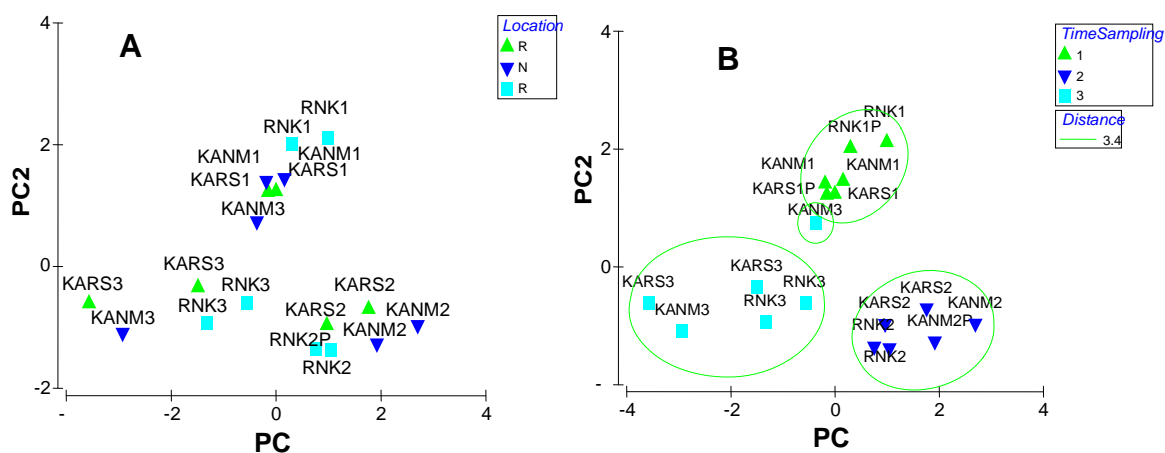 A
Location
R
N
R
4
2
0
-2
PC2
RNK1
RNK1
KANM1
KANM1
KARS1
KARS1
KANM3
KARS3
KARS3
RNK3
RNK3
KANM3
KARS2
KARS2
KANM2
KANM2
RNK2P
RNK2
-
-2
0
2
4
PC
B
TimeSampling
1
2
3
Distance
3.4
4
2
0
-
PC2
RNK1
RNK1P
KANM1
KANM1
KARS1P
KARS1
KANM3
KARS3
KARS3
RNK3
RNK3
KANM3
KARS2
KARS2
KANM2
RNK2
KANM2P
RNK2
-4
-2
0
2
4
PC